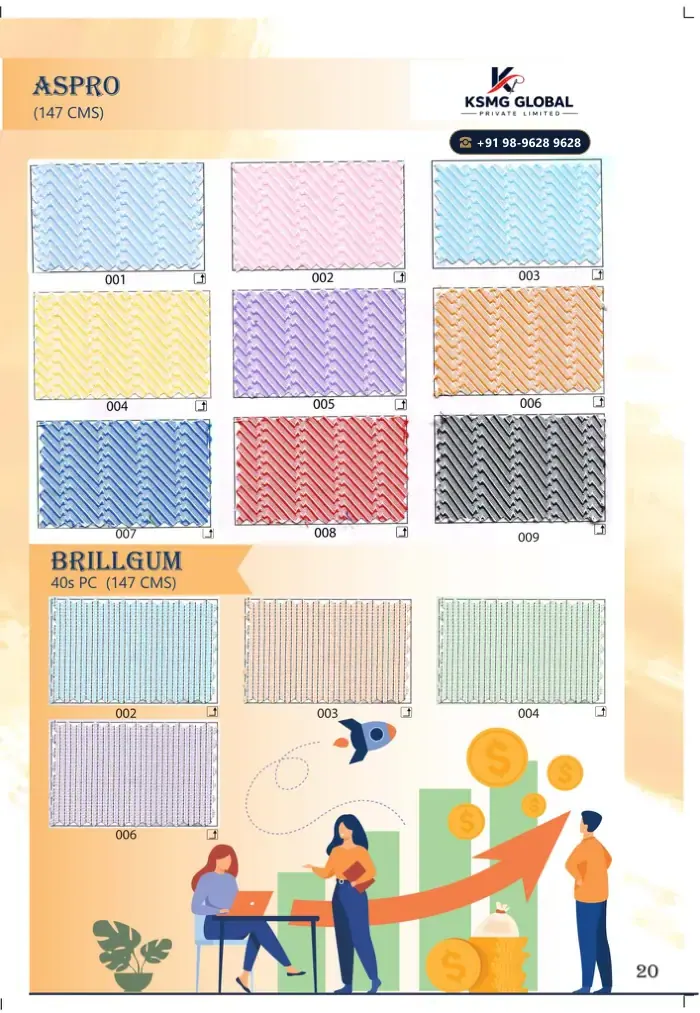 ASPRO
(147 CMS)
KSMG GLOBAL
PRIVATE LIMITED
+91 98-9628 9628
001
002
003
004
005
006
007
008
009
BRILLGUM
40s PC (147 CMS)
002
003
004
006
20